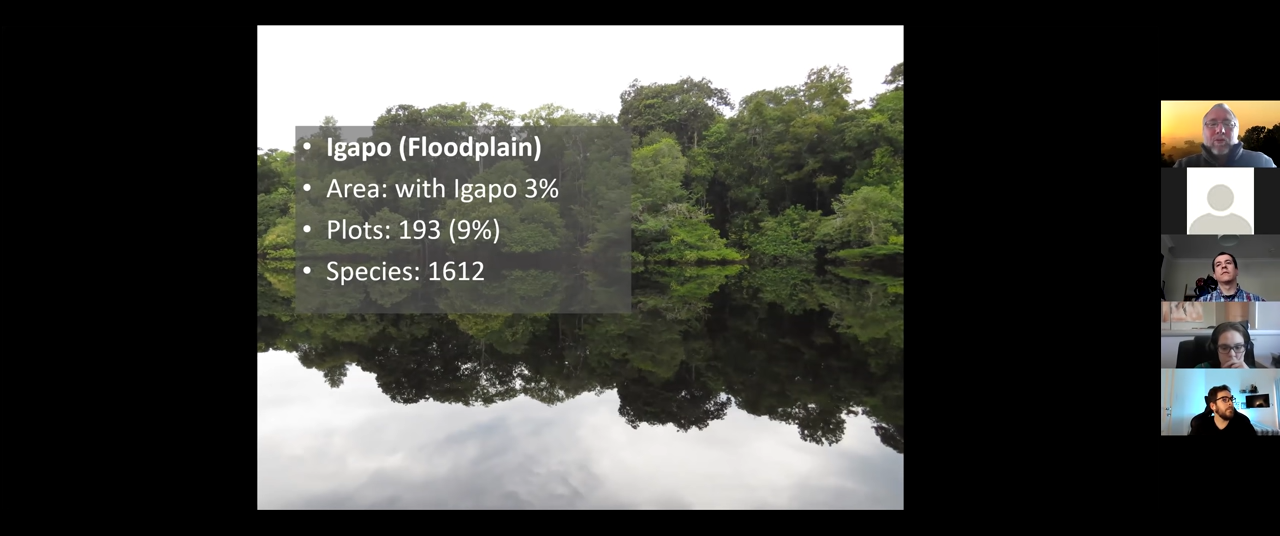 • Igapo (Floodplain)
• Area: with Igapo 3%
• Plots: 193 (9%)
• Species: 1612